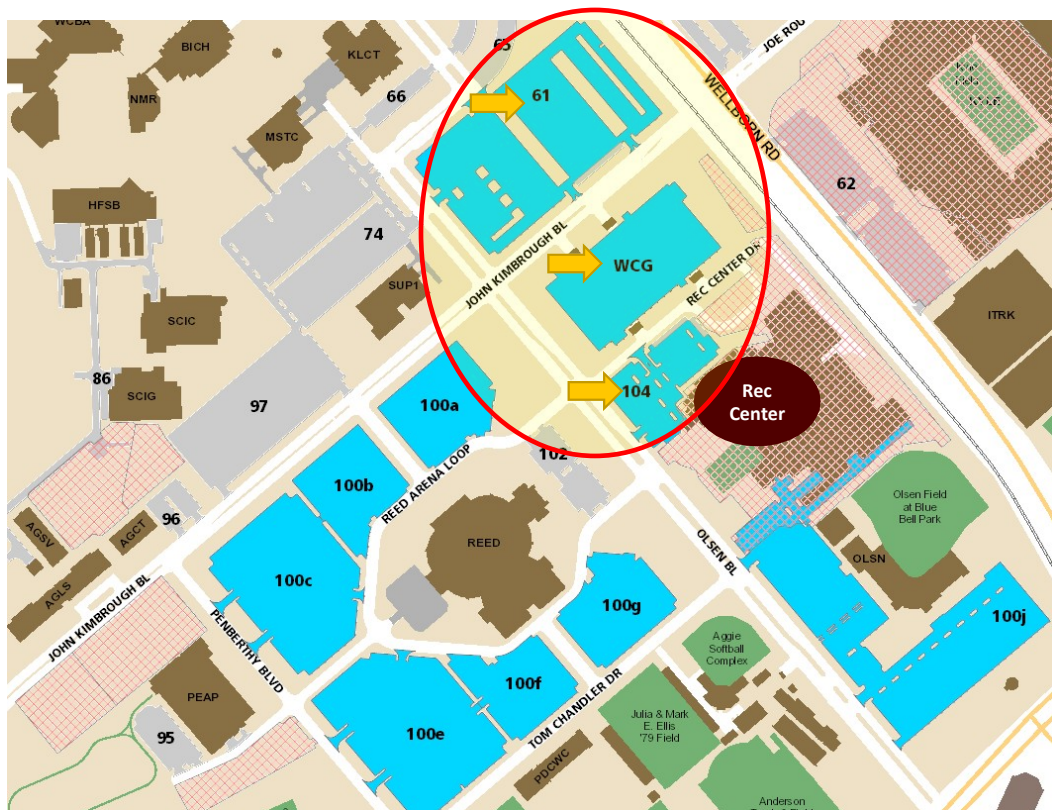 WCBA
BICH
KLCT
65
JOE ROU
NMR
66
61
WELLBORN RD
MSTC
62
HFSB
74
JOHN KIMBROUGH BL
WCG
REC CENTER DR
SUP1
SCIC
ITRK
86
SCIG
97
100a
104
Rec
Center
REED ARENA LOOP
102
100b
Olsen Field
at Blue
Bell Park
96
AGSV
AGCT
REED
OLSEN BL
OLSN
AGLS
100c
100g
100j
JOHN KIMBROUGH BL
PENBERTHY BLVD
Aggie
Softball
Complex
100f
PEAP
TOM CHANDLER DR
Julia & Mark
E. Ellis
'79 Field
95
100e
PDCWC
Anderson